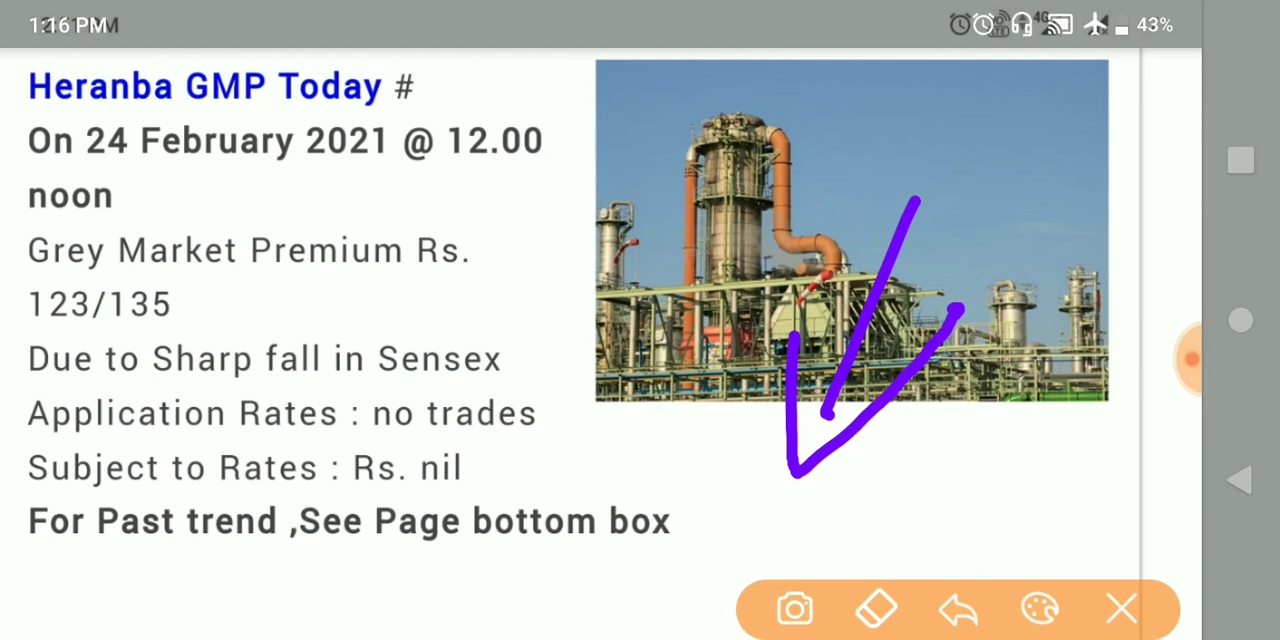 1:16 PM
43%
Heranba GMP Today #
On 24 February 2021 @ 12.00
noon
Grey Market Premium Rs.
123/135
Due to Sharp fall in Sensex
Application Rates : no trades
Subject to Rates : Rs. nil
For Past trend ,See Page bottom box